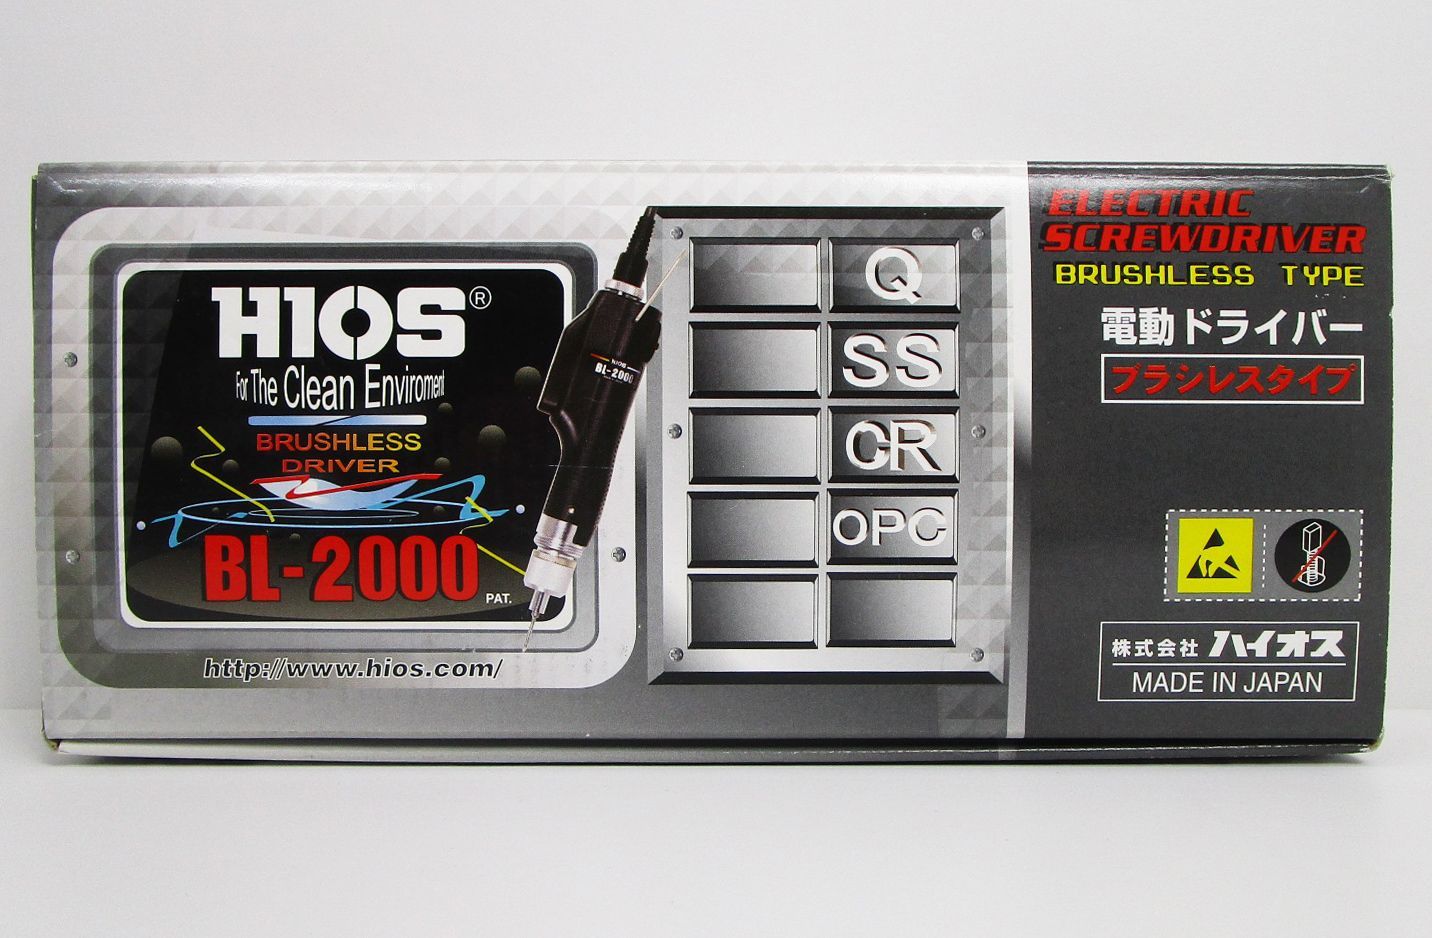 HIOS®
For The Clean Enviroment
BRUSHLESS
DRIVER
BL-2000
PAT.
http://www.hios.com/
HIOS
BL-2000
Q
SS
CR
OPC
ELECTRIC
SCREWDRIVER
BRUSHLESS TYPE
電動ドライバー
ブラシレスタイプ
株式会社 ハイオス
MADE IN JAPAN